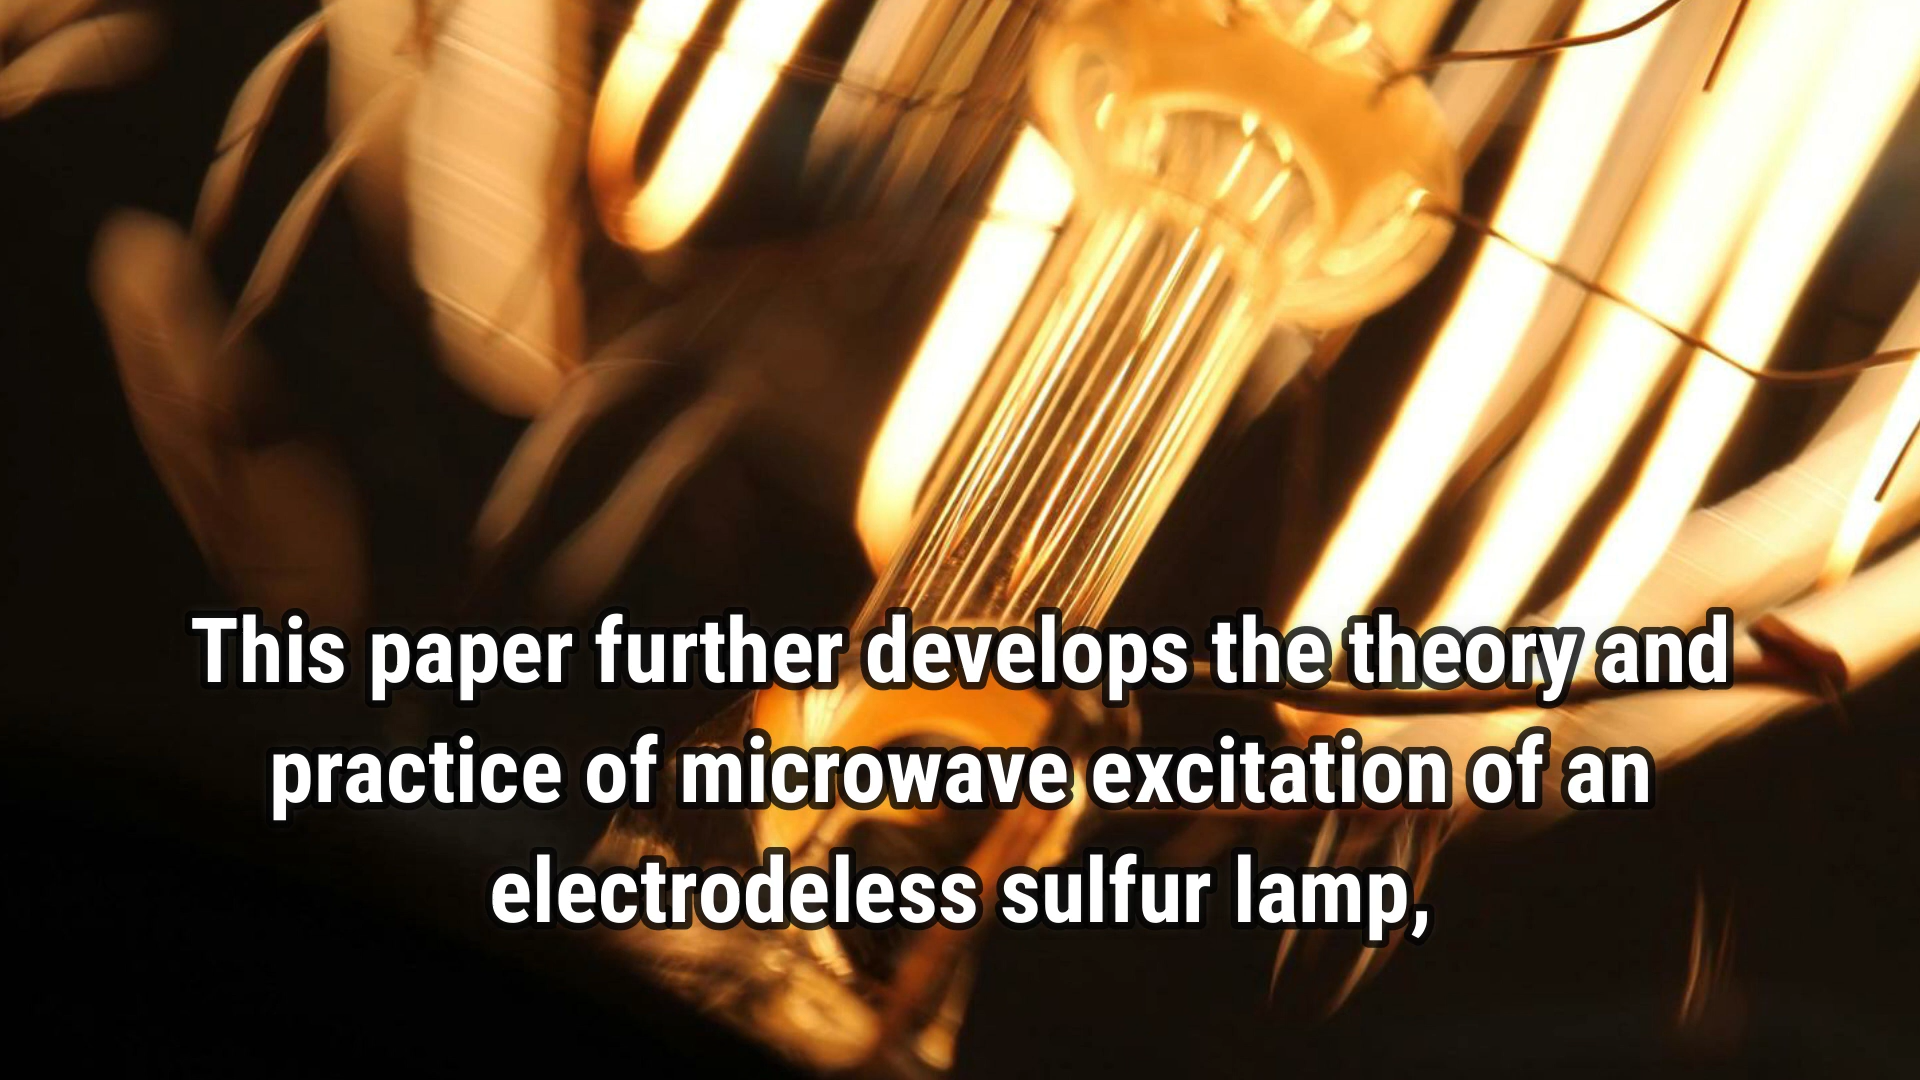 This paper further develops the theory and
practice of microwave excitation of an
electrodeless sulfur lamp,